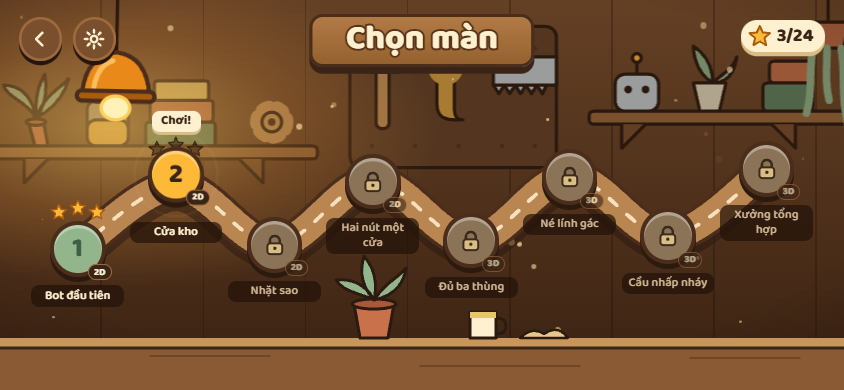 Chọn màn
3/24
Chơi!
1
2D
Bot đầu tiên
2
2D
Cửa kho
2D
Nhặt sao
2D
Hai nút một
cửa
3D
Đủ ba thùng
3D
Né lính gác
3D
Cầu nhấp nháy
3D
Xưởng tổng
hợp